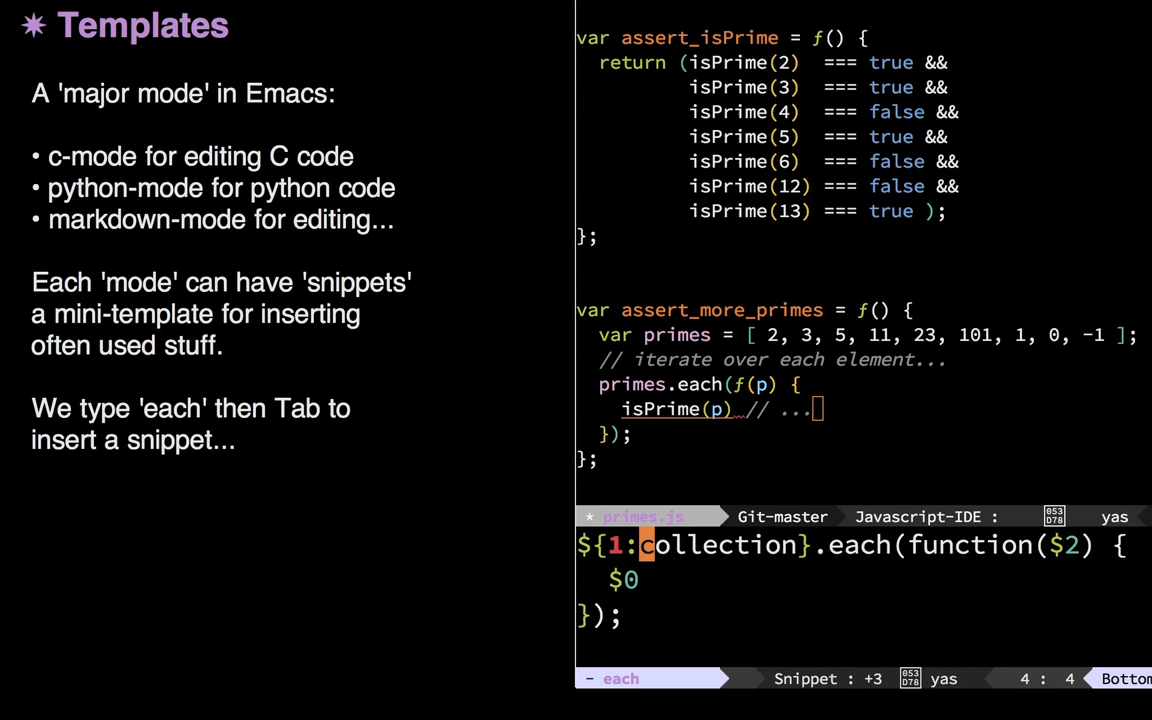 ✷ Templates
A 'major mode' in Emacs:
• c-mode for editing C code
• python-mode for python code
• markdown-mode for editing...
Each 'mode' can have 'snippets'
a mini-template for inserting
often used stuff.
We type 'each' then Tab to
insert a snippet...
var assert_isPrime = ƒ() {
return (isPrime(2) === true &&
isPrime(3) === true &&
isPrime(4) === false &&
isPrime(5) === true &&
isPrime(6) === false &&
isPrime(12) === false &&
isPrime(13) === true );
};
var assert_more_primes = ƒ() {
var primes = [ 2, 3, 5, 11, 23, 101, 1, 0, -1 ];
// iterate over each element...
primes.each(ƒ(p) {
isPrime(p) // ...
});
};
* primes.js Git-master Javascript-IDE : 053D78 yas
${1:collection}.each(function($2) {
$0
});
- each Snippet : +3 053D78 yas 4 : 4 Bottom